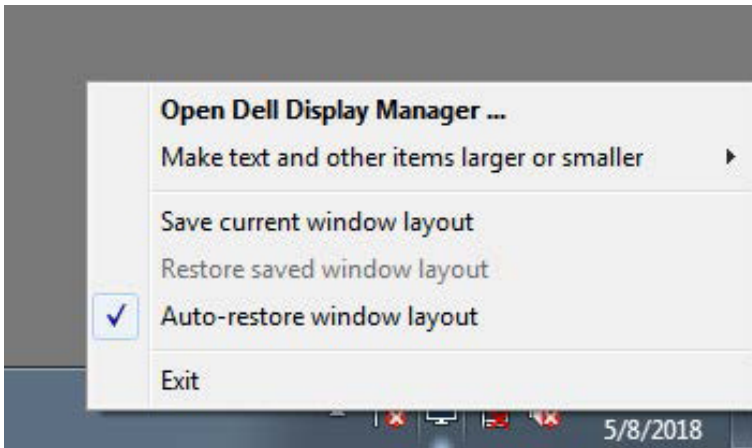 Open Dell Display Manager ...
Make text and other items larger or smaller
Save current window layout
Restore saved window layout
Auto-restore window layout
Exit
5/8/2018